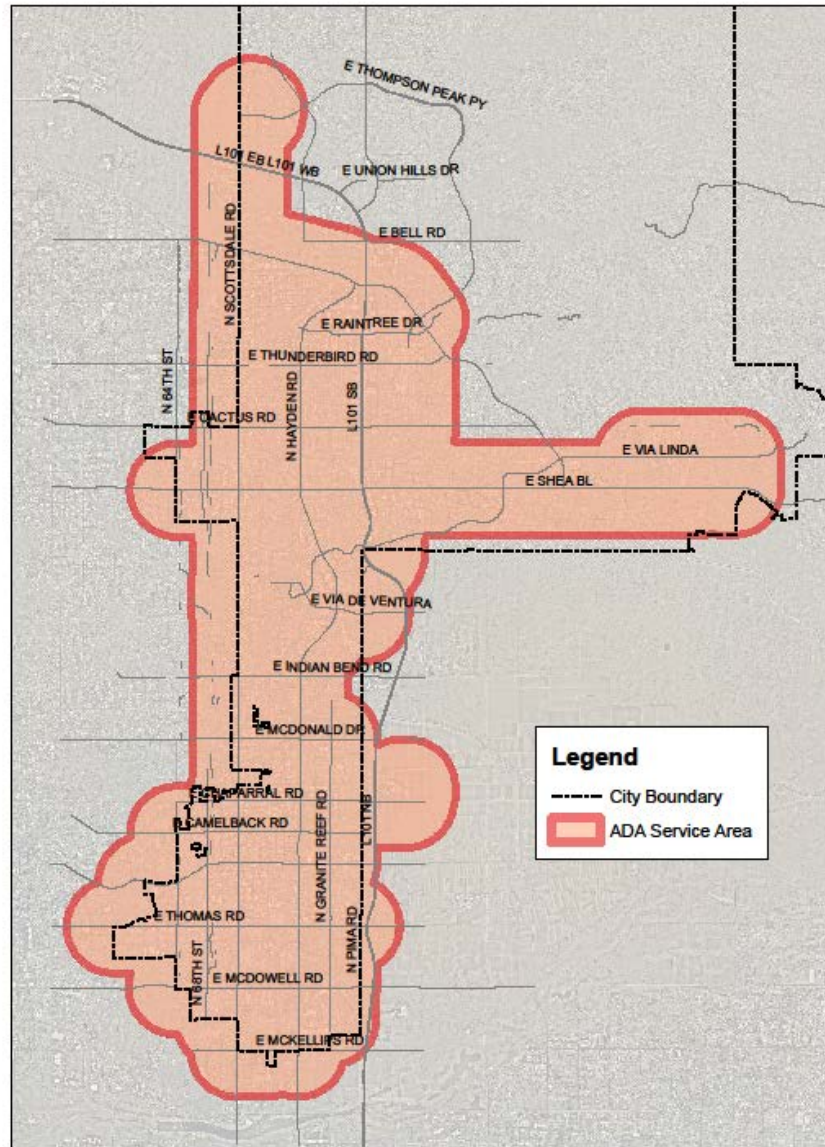 E THOMPSON PEAK PY
L101 EB L101 WB
E UNION HILLS DR
E BELL RD
N SCOTTSDALE RD
E RAINTREE DR
E THUNDERBIRD RD
N 64TH ST
N HAYDEN RD
L101 SB
E CACTUS RD
E VIA LINDA
E SHEA BL
E VIA DE VENTURA
E INDIAN BEND RD
E MCDONALD DR
Legend
City Boundary
ADA Service Area
E CHAPARRAL RD
E CAMELBACK RD
N GRANITE REEF RD
L101 NB
E THOMAS RD
N PIMA RD
N 68TH ST
E MCDOWELL RD
E MCKELLIPS RD